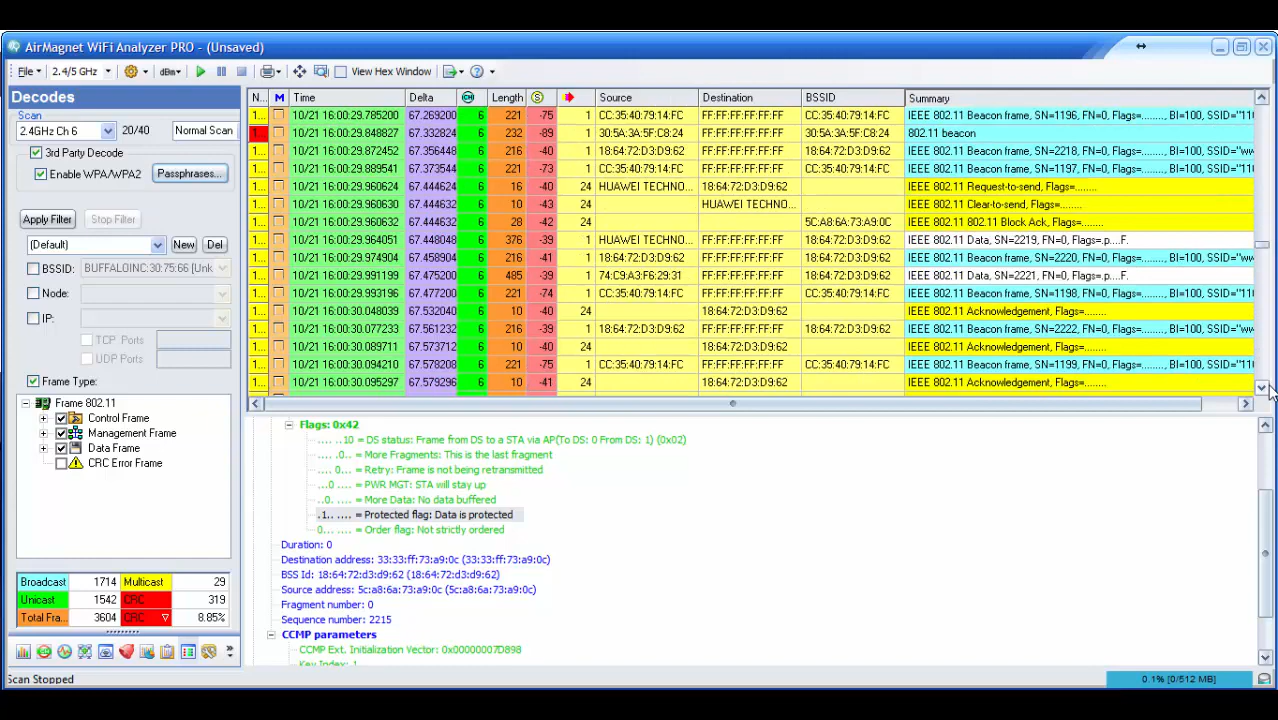 AirMagnet WiFi Analyzer PRO - (Unsaved)
File 2.4/5 GHz dBm View Hex Window
Decodes
Scan
2.4GHz Ch 6 20/40 Normal Scan
3rd Party Decode
Enable WPA/WPA2 Passphrases...
Apply Filter Stop Filter
(Default) New Del
BSSID: BUFFALOINC:30:75:66 [Unk
Node:
IP:
TCP Ports
UDP Ports
Frame Type:
Frame 802.11
Control Frame
Management Frame
Data Frame
CRC Error Frame
Broadcast 1714 Multicast 29
Unicast 1542 CRC 319
Total Fra... 3604 CRC 8.85%
N... M Time Delta CH Length S Source Destination BSSID Summary
1... 10/21 16:00:29.785200 67.269200 6 221 -75 1 CC:35:40:79:14:FC FF:FF:FF:FF:FF:FF CC:35:40:79:14:FC IEEE 802.11 Beacon frame, SN=1196, FN=0, Flags=........, BI=100, SSID="11
1... 10/21 16:00:29.848827 67.332824 6 232 -89 1 30:5A:3A:5F:C8:24 FF:FF:FF:FF:FF:FF 30:5A:3A:5F:C8:24 802.11 beacon
1... 10/21 16:00:29.872452 67.356448 6 216 -40 1 18:64:72:D3:D9:62 FF:FF:FF:FF:FF:FF 18:64:72:D3:D9:62 IEEE 802.11 Beacon frame, SN=2218, FN=0, Flags=........, BI=100, SSID="ww
1... 10/21 16:00:29.889541 67.373544 6 221 -73 1 CC:35:40:79:14:FC FF:FF:FF:FF:FF:FF CC:35:40:79:14:FC IEEE 802.11 Beacon frame, SN=1197, FN=0, Flags=........, BI=100, SSID="11
1... 10/21 16:00:29.960624 67.444624 6 16 -40 24 HUAWEI TECHNO... 18:64:72:D3:D9:62 IEEE 802.11 Request-to-send, Flags=........
1... 10/21 16:00:29.960630 67.444632 6 10 -43 24 HUAWEI TECHNO... IEEE 802.11 Clear-to-send, Flags=........
1... 10/21 16:00:29.960632 67.444632 6 28 -42 24 5C:A8:6A:73:A9:0C IEEE 802.11 802.11 Block Ack, Flags=........
1... 10/21 16:00:29.964051 67.448048 6 376 -39 1 HUAWEI TECHNO... FF:FF:FF:FF:FF:FF 18:64:72:D3:D9:62 IEEE 802.11 Data, SN=2219, FN=0, Flags=.p....F.
1... 10/21 16:00:29.974904 67.458904 6 216 -41 1 18:64:72:D3:D9:62 FF:FF:FF:FF:FF:FF 18:64:72:D3:D9:62 IEEE 802.11 Beacon frame, SN=2220, FN=0, Flags=........, BI=100, SSID="ww
1... 10/21 16:00:29.991199 67.475200 6 485 -39 1 74:C9:A3:F6:29:31 FF:FF:FF:FF:FF:FF 18:64:72:D3:D9:62 IEEE 802.11 Data, SN=2221, FN=0, Flags=.p....F.
1... 10/21 16:00:29.993196 67.477200 6 221 -74 1 CC:35:40:79:14:FC FF:FF:FF:FF:FF:FF CC:35:40:79:14:FC IEEE 802.11 Beacon frame, SN=1198, FN=0, Flags=........, BI=100, SSID="11
1... 10/21 16:00:30.048039 67.532040 6 10 -40 24 18:64:72:D3:D9:62 IEEE 802.11 Acknowledgement, Flags=........
1... 10/21 16:00:30.077233 67.561232 6 216 -39 1 18:64:72:D3:D9:62 FF:FF:FF:FF:FF:FF 18:64:72:D3:D9:62 IEEE 802.11 Beacon frame, SN=2222, FN=0, Flags=........, BI=100, SSID="ww
1... 10/21 16:00:30.089711 67.573712 6 10 -40 24 18:64:72:D3:D9:62 IEEE 802.11 Acknowledgement, Flags=........
1... 10/21 16:00:30.094210 67.578208 6 221 -75 1 CC:35:40:79:14:FC FF:FF:FF:FF:FF:FF CC:35:40:79:14:FC IEEE 802.11 Beacon frame, SN=1199, FN=0, Flags=........, BI=100, SSID="11
1... 10/21 16:00:30.095297 67.579296 6 10 -41 24 18:64:72:D3:D9:62 IEEE 802.11 Acknowledgement, Flags=........
Flags: 0x42
.... ..10 = DS status: Frame from DS to a STA via AP(To DS: 0 From DS: 1) (0x02)
.... .0.. = More Fragments: This is the last fragment
.... 0... = Retry: Frame is not being retransmitted
...0 .... = PWR MGT: STA will stay up
..0. .... = More Data: No data buffered
.1.. .... = Protected flag: Data is protected
0... .... = Order flag: Not strictly ordered
Duration: 0
Destination address: 33:33:ff:73:a9:0c (33:33:ff:73:a9:0c)
BSS Id: 18:64:72:d3:d9:62 (18:64:72:d3:d9:62)
Source address: 5c:a8:6a:73:a9:0c (5c:a8:6a:73:a9:0c)
Fragment number: 0
Sequence number: 2215
CCMP parameters
CCMP Ext. Initialization Vector: 0x00000007D898
Key Index: 1
Scan Stopped 0.1% [0/512 MB]